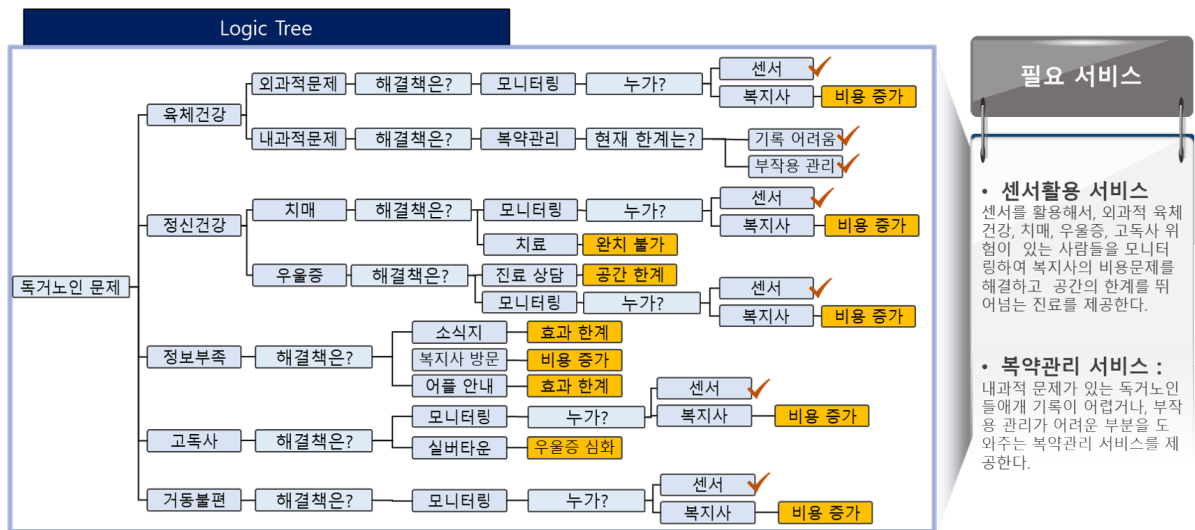 Logic Tree
독거노인 문제
육체건강
외과적문제 해결책은? 모니터링 누가? 센서
복지사 비용 증가
내과적문제 해결책은? 복약관리 현재 한계는? 기록 어려움
부작용 관리
정신건강
치매 해결책은? 모니터링 누가? 센서
복지사 비용 증가
치료 완치 불가
우울증 해결책은? 진료 상담 공간 한계
모니터링 누가? 센서
복지사 비용 증가
정보부족 해결책은? 소식지 효과 한계
복지사 방문 비용 증가
어플 안내 효과 한계
고독사 해결책은? 모니터링 누가? 센서
복지사 비용 증가
실버타운 우울증 심화
거동불편 해결책은? 모니터링 누가? 센서
복지사 비용 증가
필요 서비스
• 센서활용 서비스
센서를 활용해서, 외과적 육체
건강, 치매, 우울증, 고독사 위
험이 있는 사람들을 모니터
링하여 복지사의 비용문제를
해결하고 공간의 한계를 뛰
어넘는 진료를 제공한다.
• 복약관리 서비스 :
내과적 문제가 있는 독거노인
들애개 기록이 어렵거나, 부작
용 관리가 어려운 부분을 도
와주는 복약관리 서비스를 제
공한다.